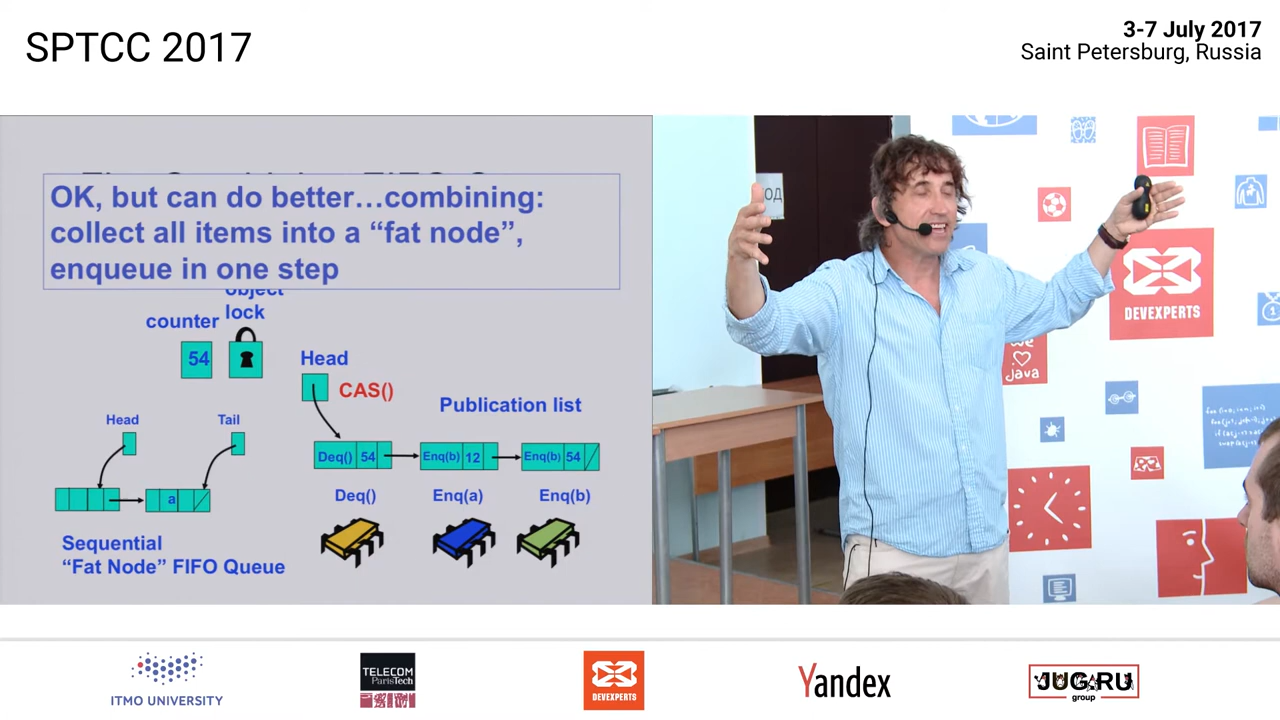 SPTCC 2017
3-7 July 2017
Saint Petersburg, Russia
OK, but can do better…combining:
collect all items into a “fat node”,
enqueue in one step
object
lock
counter
54
Head
CAS()
Publication list
Head
Tail
Deq() 54
Enq(b) 12
Enq(b) 54
a
Deq()
Enq(a)
Enq(b)
Sequential
“Fat Node” FIFO Queue
DEVEXPERTS
we
java
ITMO UNIVERSITY
TELECOM
ParisTech
DEVEXPERTS
Yandex
JUG.RU
group